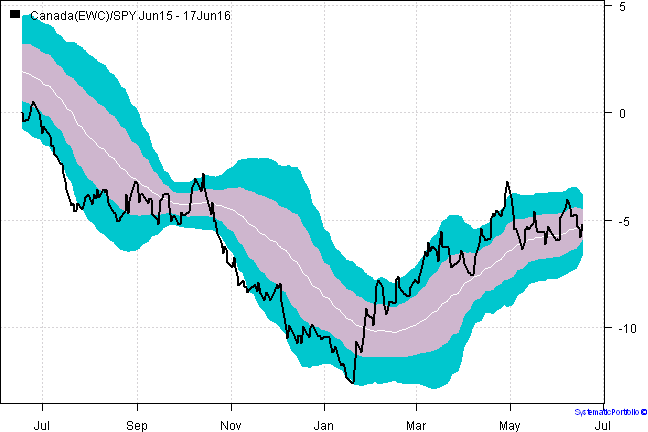 Canada(EWC)/SPY Jun15 - 17Jun16
5
0
-5
-10
Jul Sep Nov Jan Mar May Jul
SystematicPortfolio ©